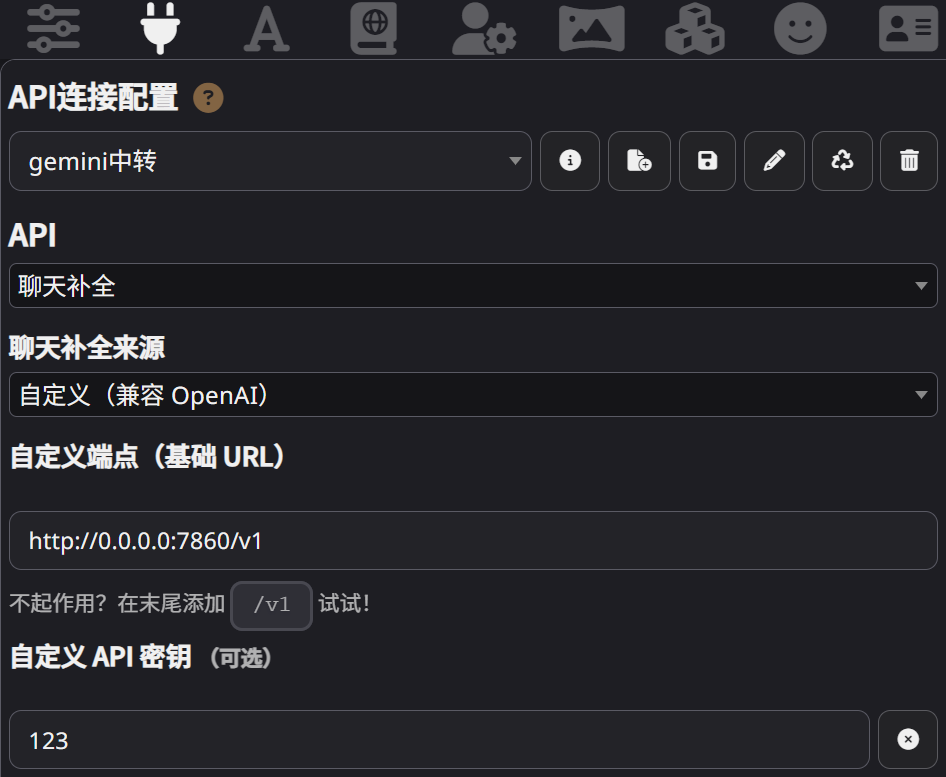 API连接配置 ?
gemini中转
API
聊天补全
聊天补全来源
自定义（兼容 OpenAI）
自定义端点（基础 URL）
http://0.0.0.0:7860/v1
不起作用？在末尾添加 /v1 试试！
自定义 API 密钥 （可选）
123